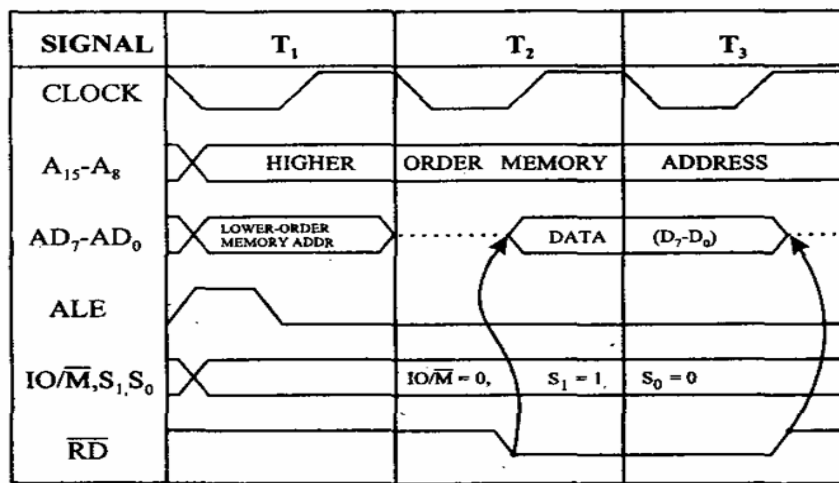 SIGNAL T₁ T₂ T₃
CLOCK
A₁₅-A₈ HIGHER ORDER MEMORY ADDRESS
AD₇-AD₀ LOWER-ORDER MEMORY ADDR DATA (D₇-D₀)
ALE
IO/M̅,S₁,S₀ IO/M̅ = 0, S₁ = 1, S₀ = 0
R̅D̅